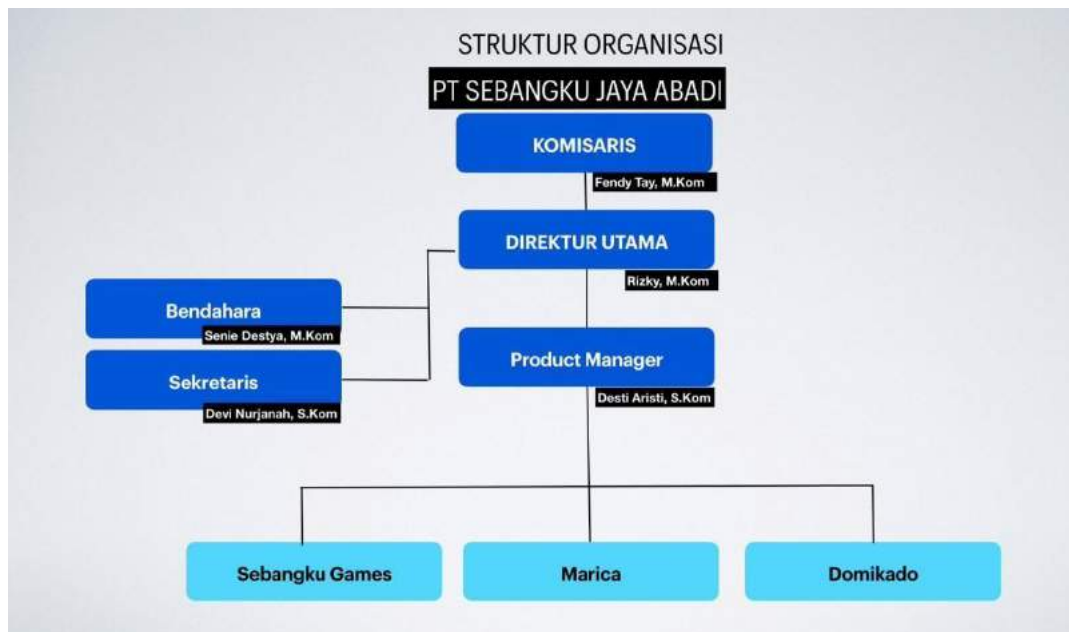 STRUKTUR ORGANISASI
PT SEBANGKU JAYA ABADI
KOMISARIS
Fendy Tay, M.Kom
DIREKTUR UTAMA
Rizky, M.Kom
Bendahara
Senie Destya, M.Kom
Sekretaris
Devi Nurjanah, S.Kom
Product Manager
Desti Aristi, S.Kom
Sebangku Games
Marica
Domikado